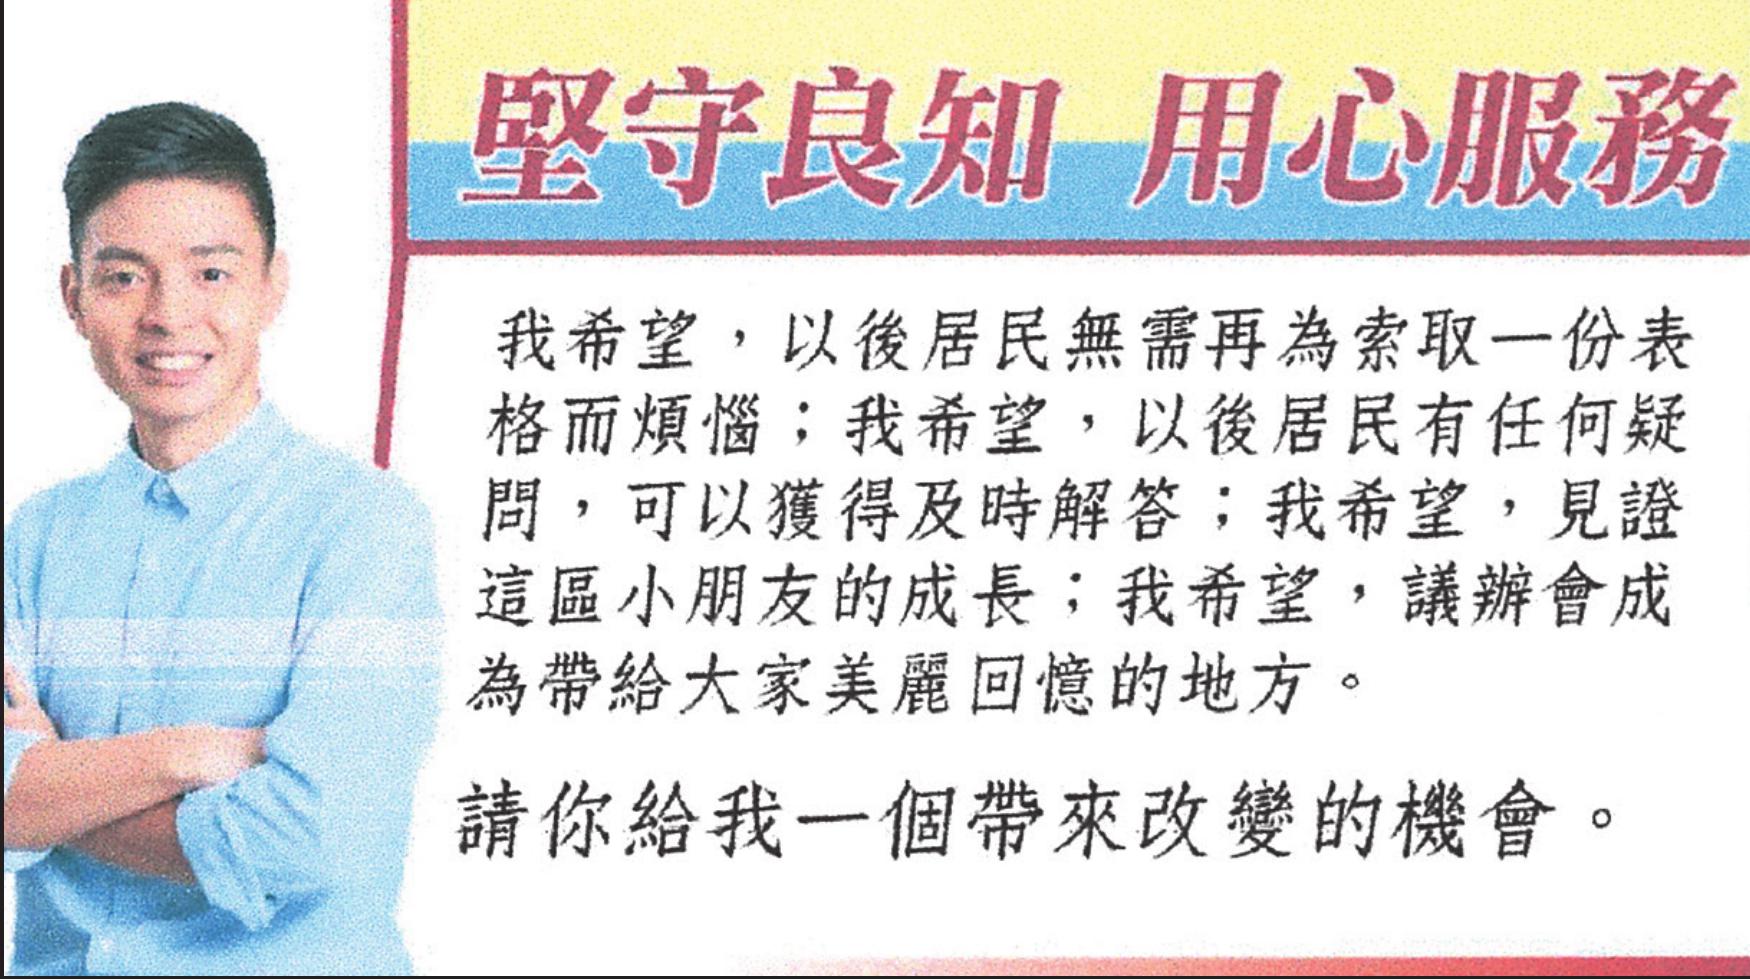 堅守良知 用心服務
我希望，以後居民無需再為索取一份表
格而煩惱；我希望，以後居民有任何疑
問，可以獲得及時解答；我希望，見證
這區小朋友的成長；我希望，議辦會成
為帶給大家美麗回憶的地方。
請你給我一個帶來改變的機會。